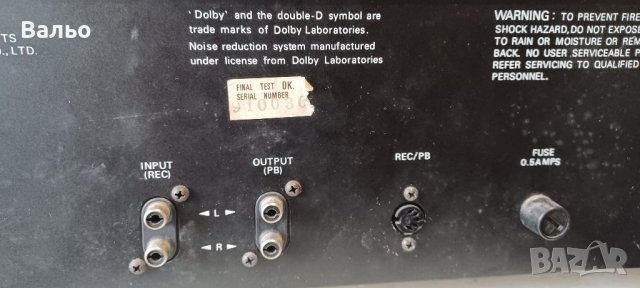 TS
O., LTD.
'Dolby' and the double-D symbol are
trade marks of Dolby Laboratories.
Noise reduction system manufactured
under license from Dolby Laboratories
WARNING: TO PREVENT FIRE
SHOCK HAZARD, DO NOT EXPOSE
TO RAIN OR MOISTURE OR REM
BACK. NO USER SERVICEABLE P
REFER SERVICING TO QUALIFIED
PERSONNEL.
FINAL TEST OK.
SERIAL NUMBER
INPUT
(REC)
OUTPUT
(PB)
REC/PB
FUSE
0.5AMPS
L
R
BAZAR